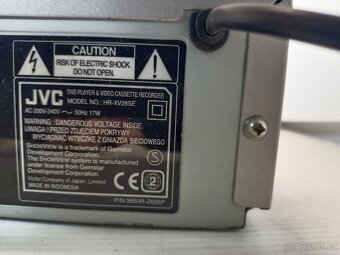 CAUTION
RISK OF ELECTRIC SHOCK
DO NOT OPEN.
JVC
DVD PLAYER & VIDEO CASSETTE RECORDER
MODEL NO.: HR-XV28SE
AC 200V-240V ~ 50Hz 17W
WARNING: DANGEROUS VOLTAGE INSIDE.
UWAGA ! PRZED ZDJĘCIEM POKRYWY
WYCIĄGNAĆ WTYCZKĘ Z GNIAZDA SIECIOWEGO
SHOWVIEW is a trademark of Gemstar
Development Corporation.
The SHOWVIEW system is manufactured
under licence from Gemstar
Development Corporation.
Victor Company of Japan, Limited
MADE IN INDONESIA
P/N 3850R-Z666P